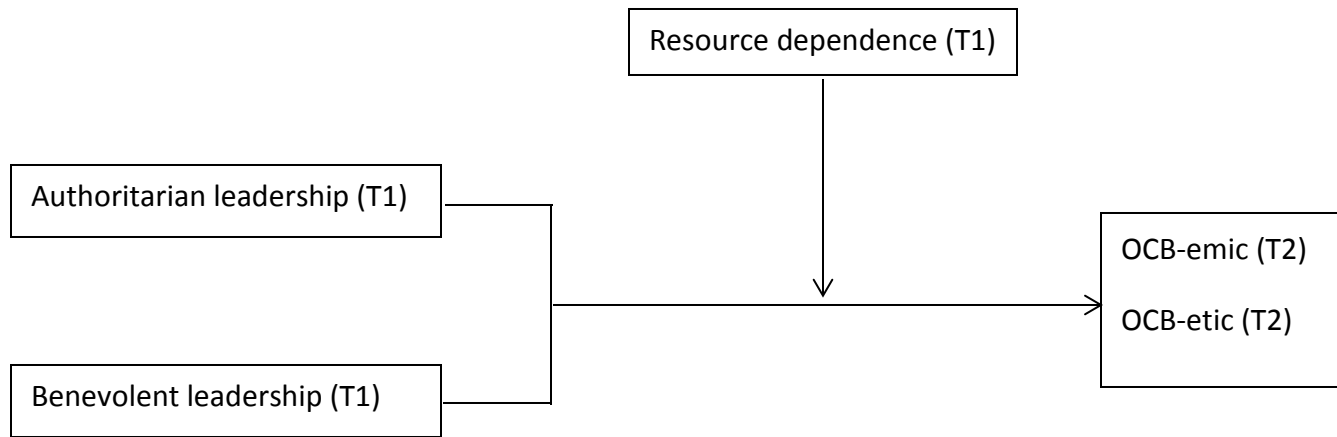 Resource dependence (T1)
Authoritarian leadership (T1)
OCB-emic (T2)
OCB-etic (T2)
Benevolent leadership (T1)